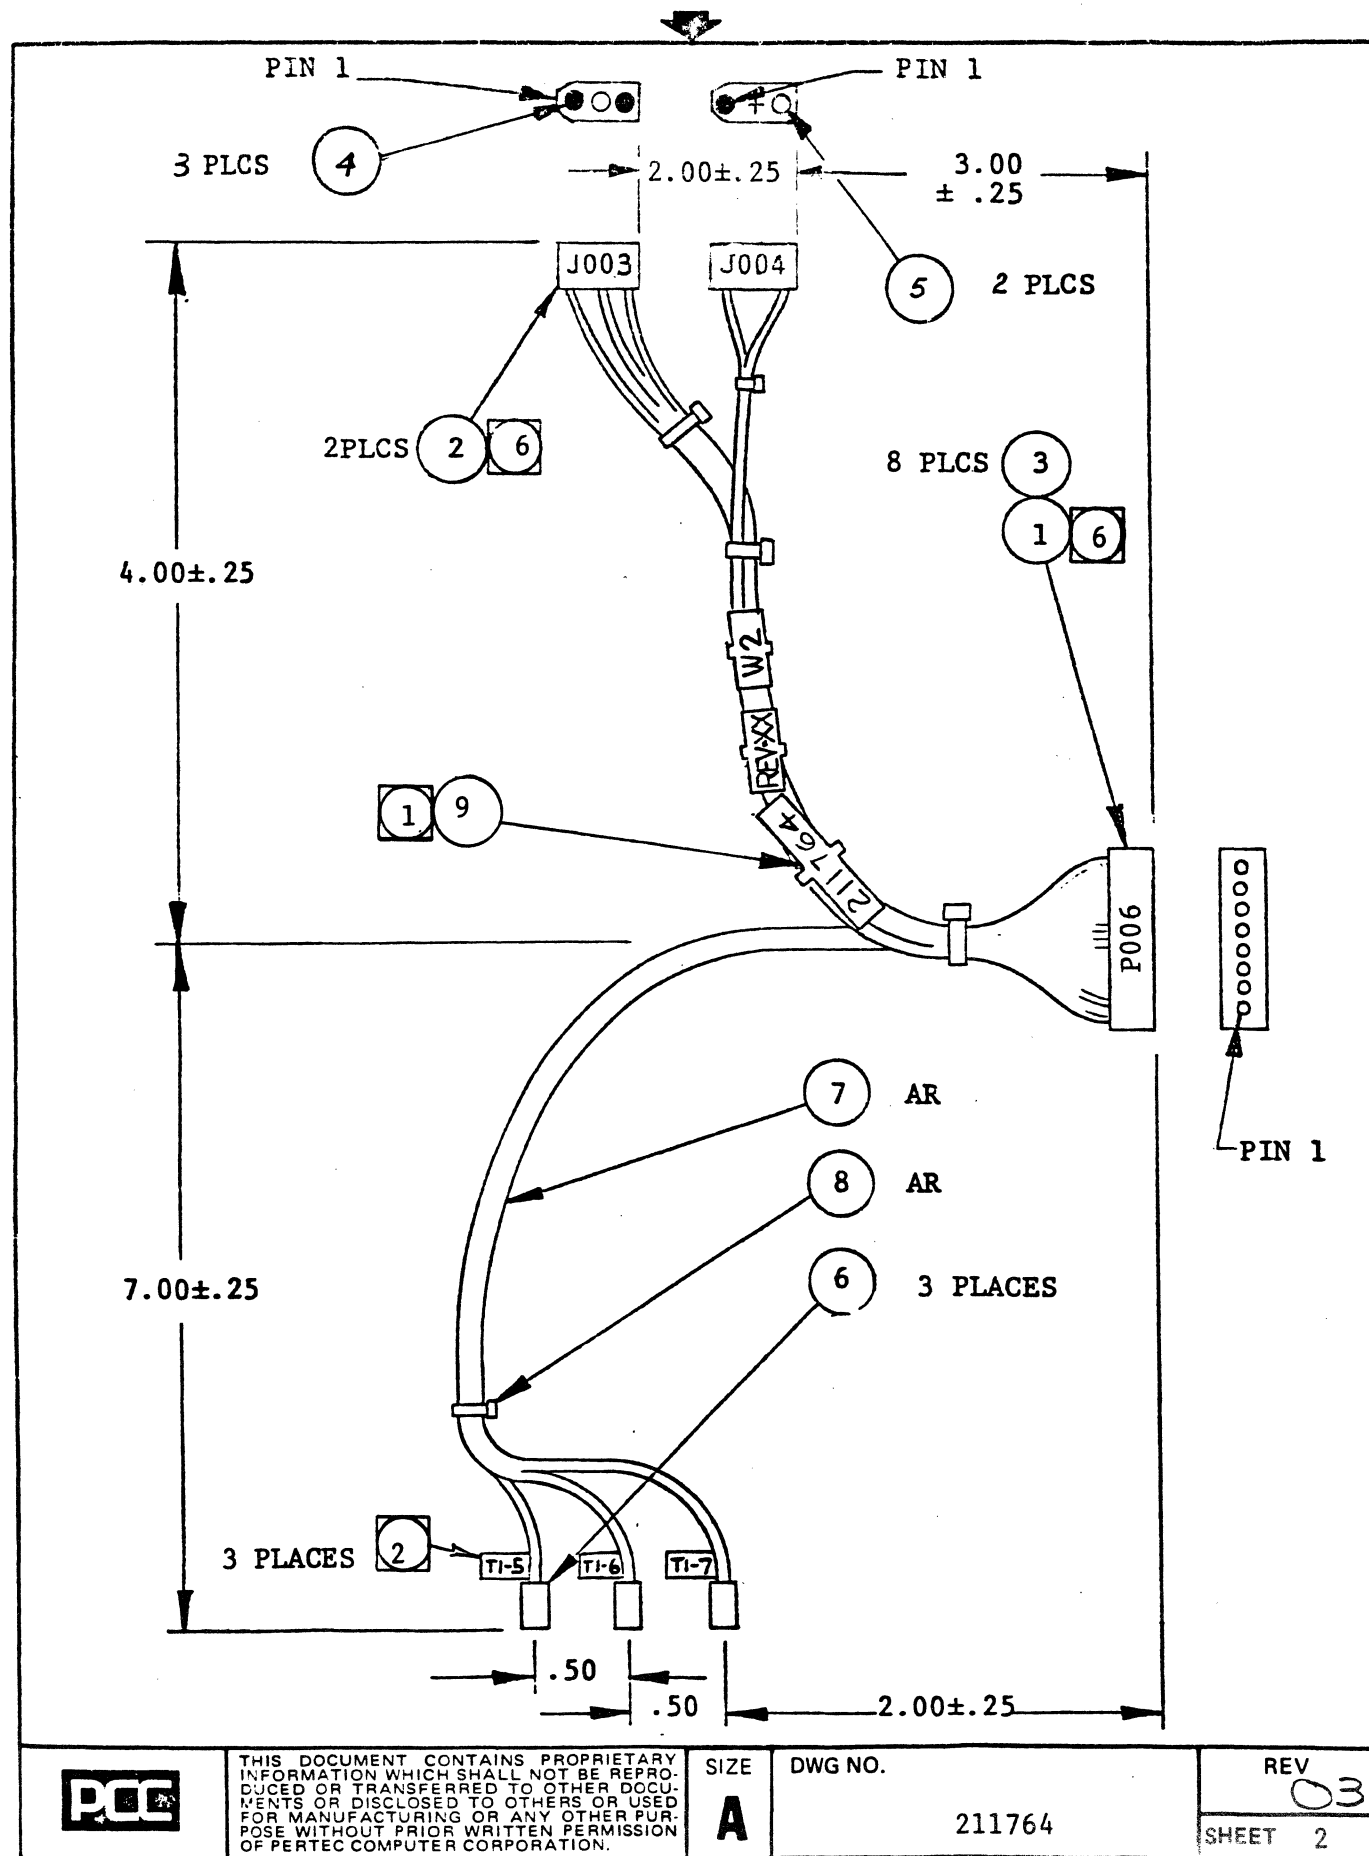 PIN 1
PIN 1
3 PLCS 4
2.00±.25
3.00
± .25
J003
J004
5 2 PLCS
2PLCS 2 6
8 PLCS 3
1 6
4.00±.25
W2
REV·XX
1 9
211764
P006
7 AR
PIN 1
8 AR
7.00±.25
6 3 PLACES
3 PLACES 2
T1-5
T1-6
T1-7
.50
.50
2.00±.25
PCC
THIS DOCUMENT CONTAINS PROPRIETARY
INFORMATION WHICH SHALL NOT BE REPRO-
DUCED OR TRANSFERRED TO OTHER DOCU-
MENTS OR DISCLOSED TO OTHERS OR USED
FOR MANUFACTURING OR ANY OTHER PUR-
POSE WITHOUT PRIOR WRITTEN PERMISSION
OF PERTEC COMPUTER CORPORATION.
SIZE
A
DWG NO.
211764
REV
03
SHEET 2